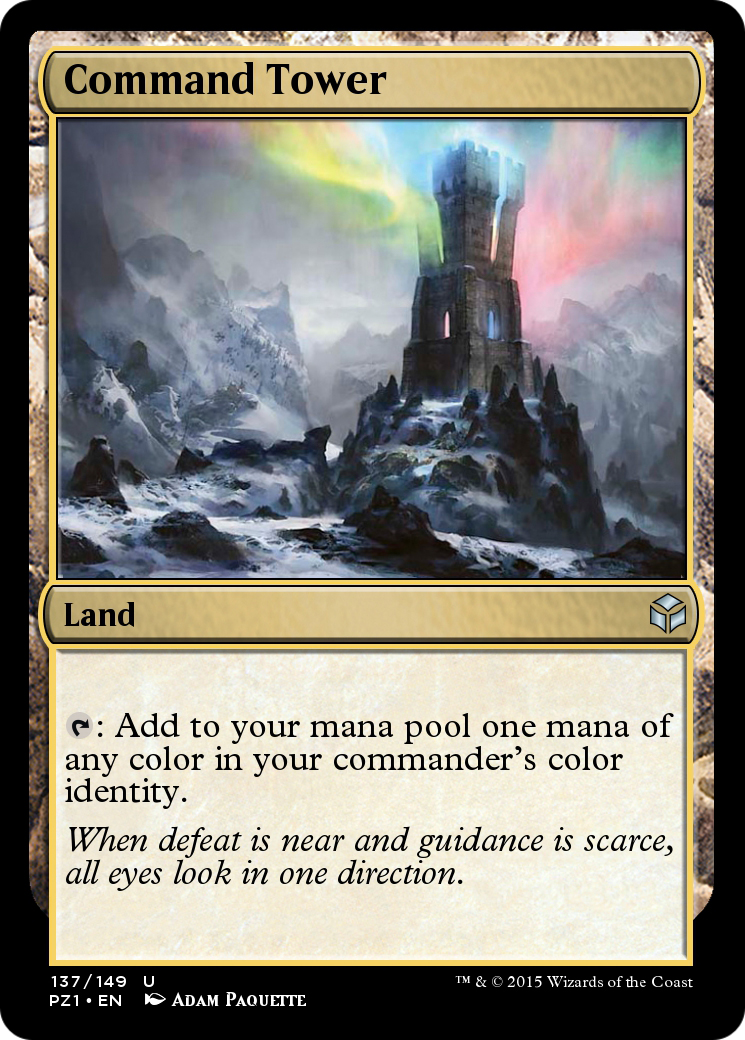 Command Tower
Land
: Add to your mana pool one mana of
any color in your commander's color
identity.
When defeat is near and guidance is scarce,
all eyes look in one direction.
137/149 U
PZ1 • EN Adam Paquette
™ & © 2015 Wizards of the Coast